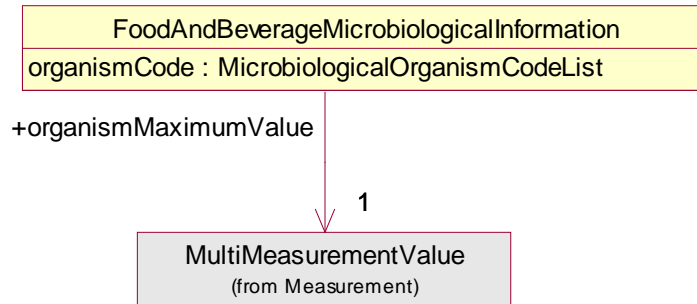 FoodAndBeverageMicrobiologicalInformation
organismCode : MicrobiologicalOrganismCodeList
+organismMaximumValue
1
MultiMeasurementValue
(from Measurement)